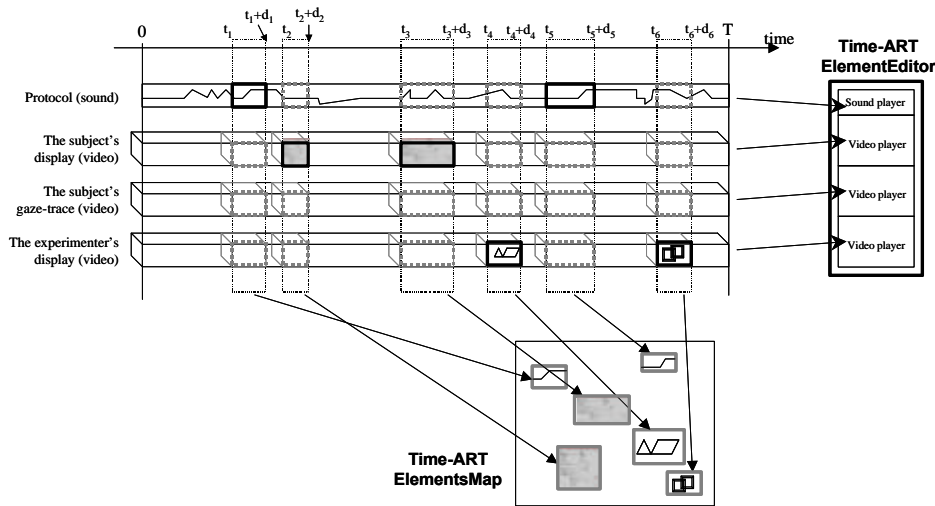 0
t1
t1+d1
t2
t2+d2
t3
t3+d3
t4
t4+d4
t5
t5+d5
t6
t6+d6
T
time
Time-ART
ElementEditor
Protocol (sound)
Sound player
The subject's
display (video)
Video player
The subject's
gaze-trace (video)
Video player
The experimenter's
display (video)
Video player
Time-ART
ElementsMap